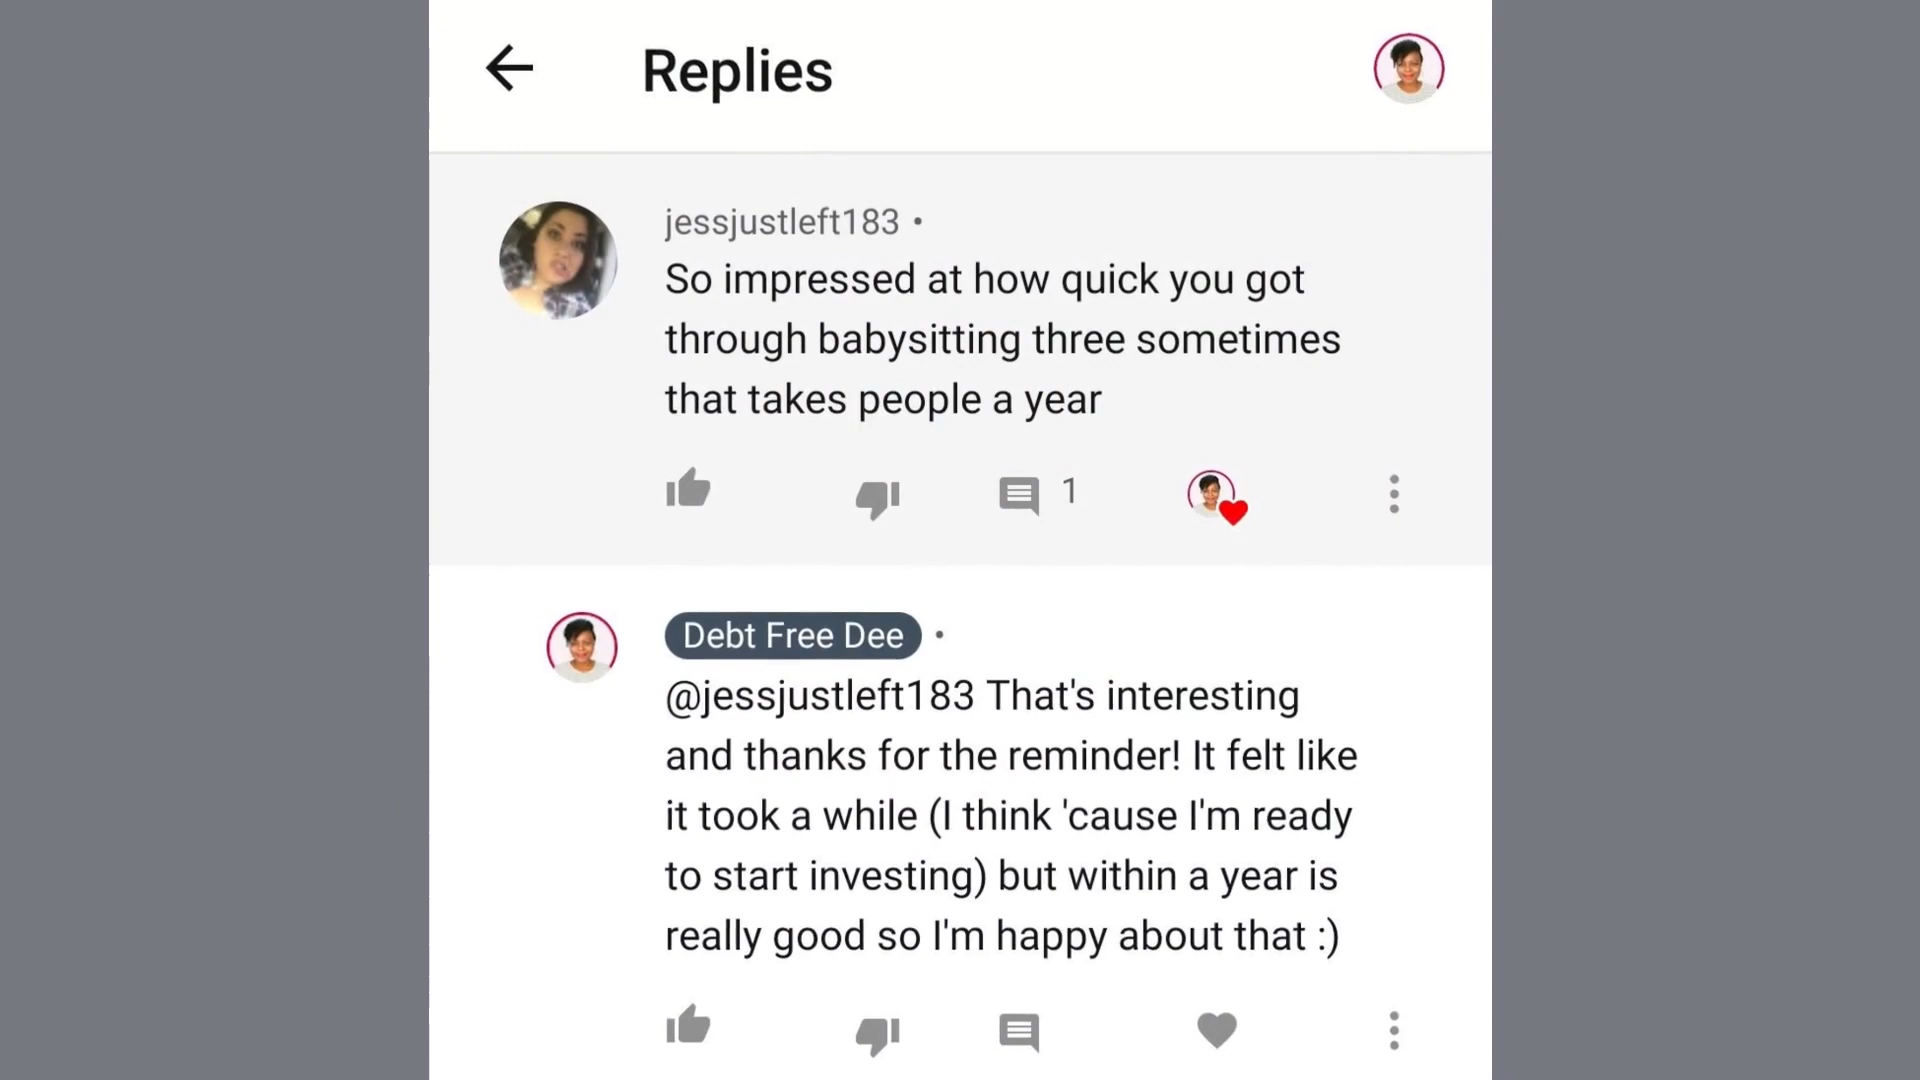 Replies
jessjustleft183 •
So impressed at how quick you got
through babysitting three sometimes
that takes people a year
1
Debt Free Dee •
@jessjustleft183 That's interesting
and thanks for the reminder! It felt like
it took a while (I think 'cause I'm ready
to start investing) but within a year is
really good so I'm happy about that :)